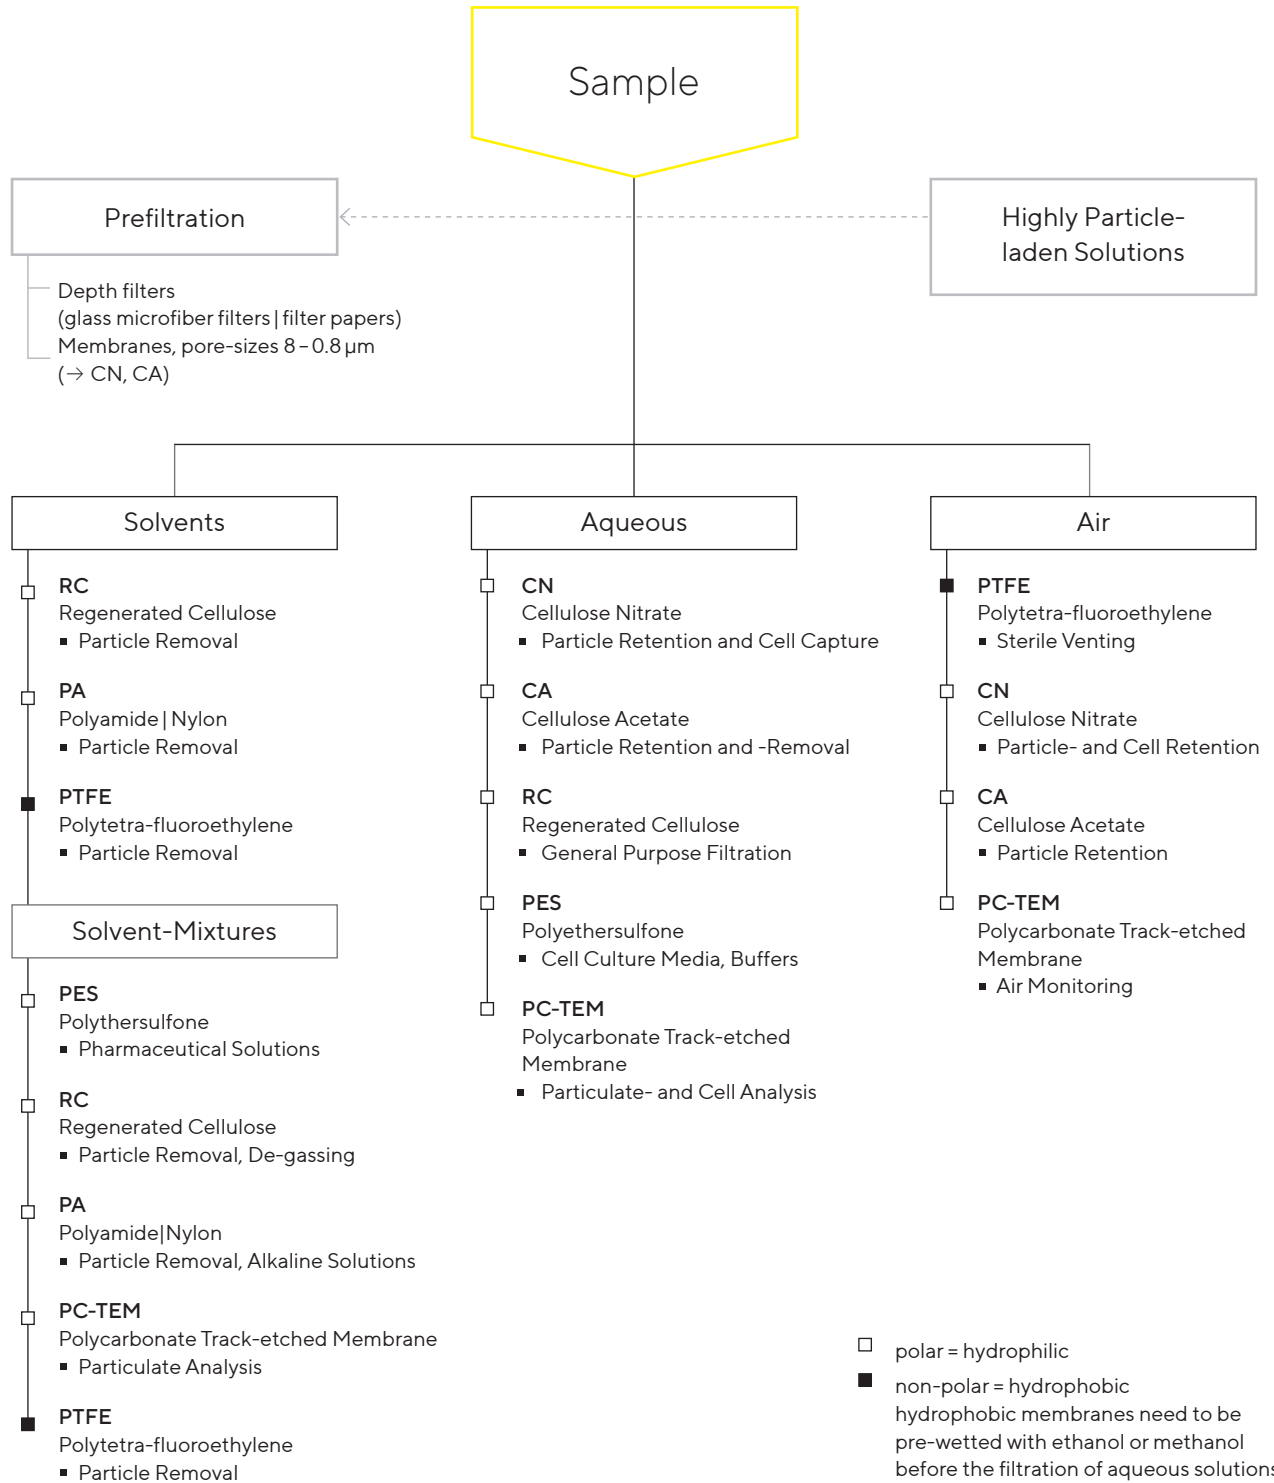 Sample
Prefiltration
Highly Particle-
laden Solutions
Depth filters
(glass microfiber filters | filter papers)
Membranes, pore-sizes 8 – 0.8 µm
(→ CN, CA)
Solvents
RC
Regenerated Cellulose
▪ Particle Removal
PA
Polyamide | Nylon
▪ Particle Removal
PTFE
Polytetra-fluoroethylene
▪ Particle Removal
Solvent-Mixtures
PES
Polythersulfone
▪ Pharmaceutical Solutions
RC
Regenerated Cellulose
▪ Particle Removal, De-gassing
PA
Polyamide|Nylon
▪ Particle Removal, Alkaline Solutions
PC-TEM
Polycarbonate Track-etched Membrane
▪ Particulate Analysis
PTFE
Polytetra-fluoroethylene
▪ Particle Removal
Aqueous
CN
Cellulose Nitrate
▪ Particle Retention and Cell Capture
CA
Cellulose Acetate
▪ Particle Retention and -Removal
RC
Regenerated Cellulose
▪ General Purpose Filtration
PES
Polyethersulfone
▪ Cell Culture Media, Buffers
PC-TEM
Polycarbonate Track-etched
Membrane
▪ Particulate- and Cell Analysis
Air
PTFE
Polytetra-fluoroethylene
▪ Sterile Venting
CN
Cellulose Nitrate
▪ Particle- and Cell Retention
CA
Cellulose Acetate
▪ Particle Retention
PC-TEM
Polycarbonate Track-etched
Membrane
▪ Air Monitoring
polar = hydrophilic
non-polar = hydrophobic
hydrophobic membranes need to be
pre-wetted with ethanol or methanol
before the filtration of aqueous solutions